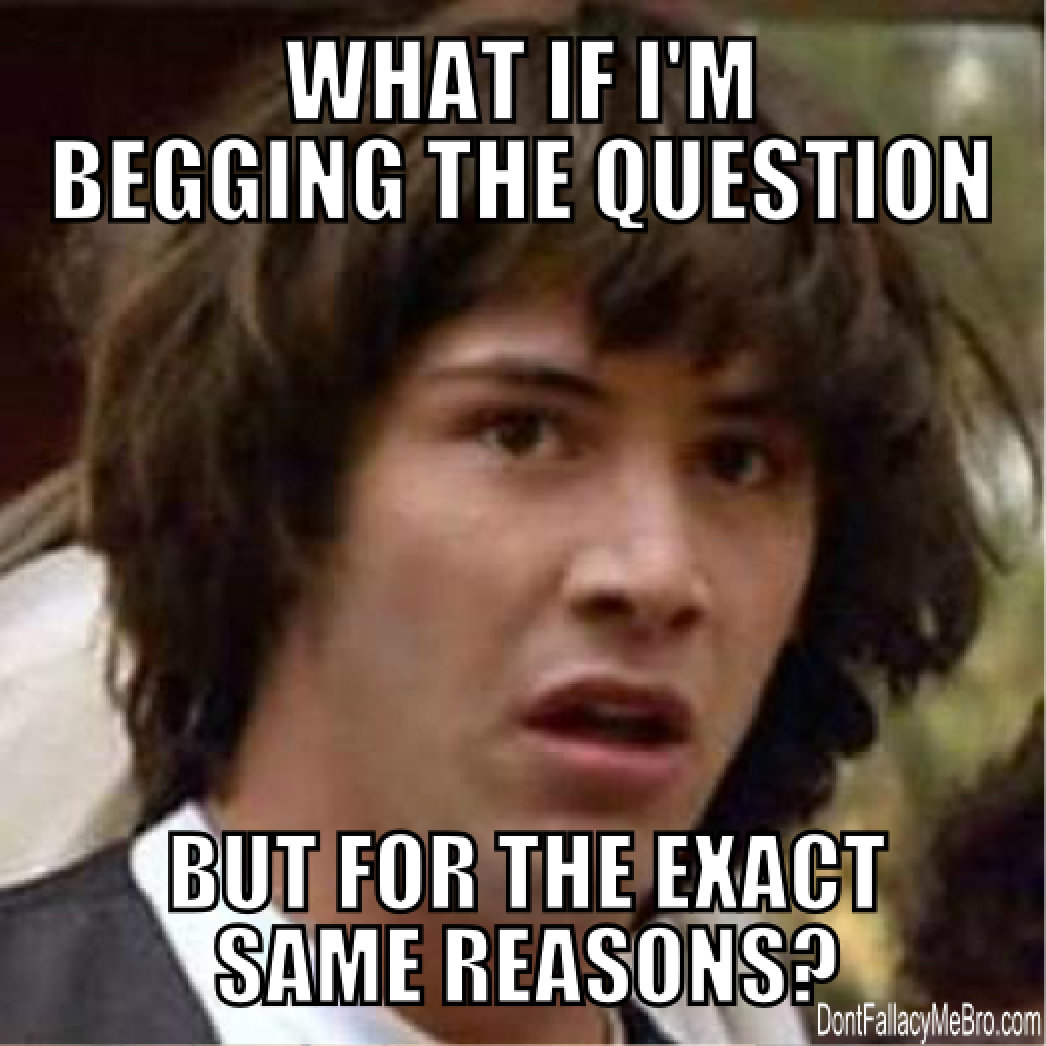 WHAT IF I'M
BEGGING THE QUESTION
BUT FOR THE EXACT
SAME REASONS?
DontFallacyMeBro.com